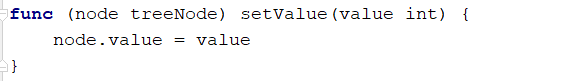 func (node treeNode) setValue(value int) {
    node.value = value
}